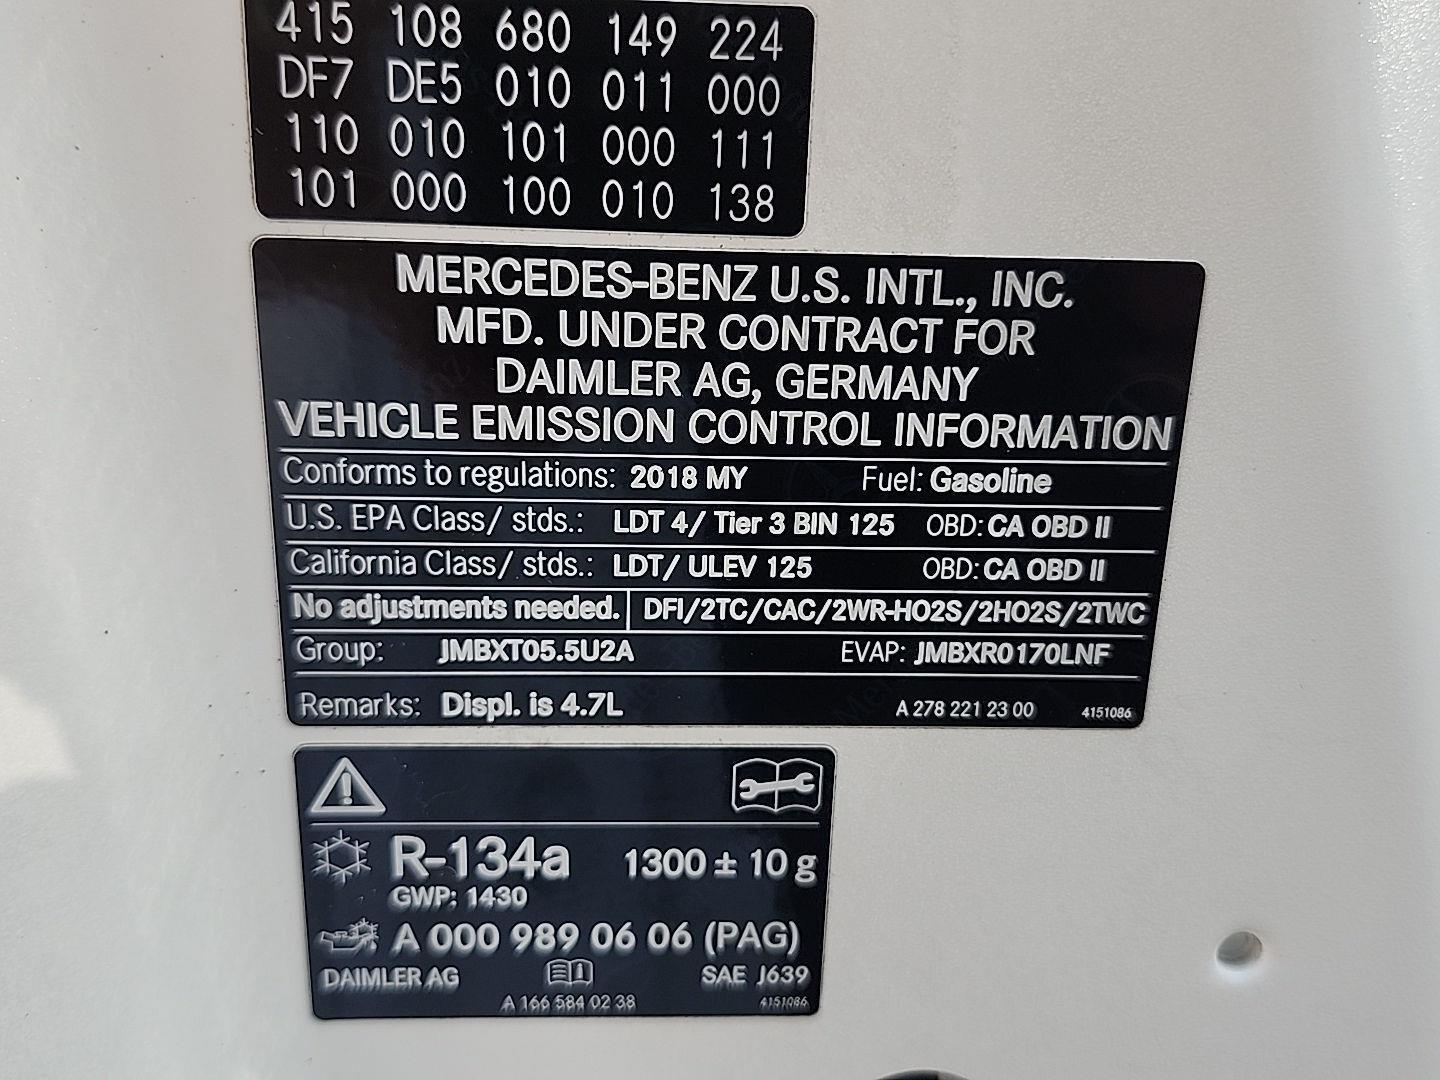 415 108 680 149 224
DF7 DE5 010 011 000
110 010 101 000 111
101 000 100 010 138
MERCEDES-BENZ U.S. INTL., INC.
MFD. UNDER CONTRACT FOR
DAIMLER AG, GERMANY
VEHICLE EMISSION CONTROL INFORMATION
Conforms to regulations: 2018 MY Fuel: Gasoline
U.S. EPA Class/ stds.: LDT 4/ Tier 3 BIN 125 OBD: CA OBD II
California Class/ stds.: LDT/ ULEV 125 OBD: CA OBD II
No adjustments needed. DFI/2TC/CAC/2WR-HO2S/2HO2S/2TWC
Group: JMBXT05.5U2A EVAP: JMBXR0170LNF
Remarks: Displ. is 4.7L A 278 221 23 00 4151086
R-134a 1300 ± 10 g
GWP: 1430
A 000 989 06 06 (PAG)
DAIMLER AG SAE J639
A 166 584 02 38 4151086